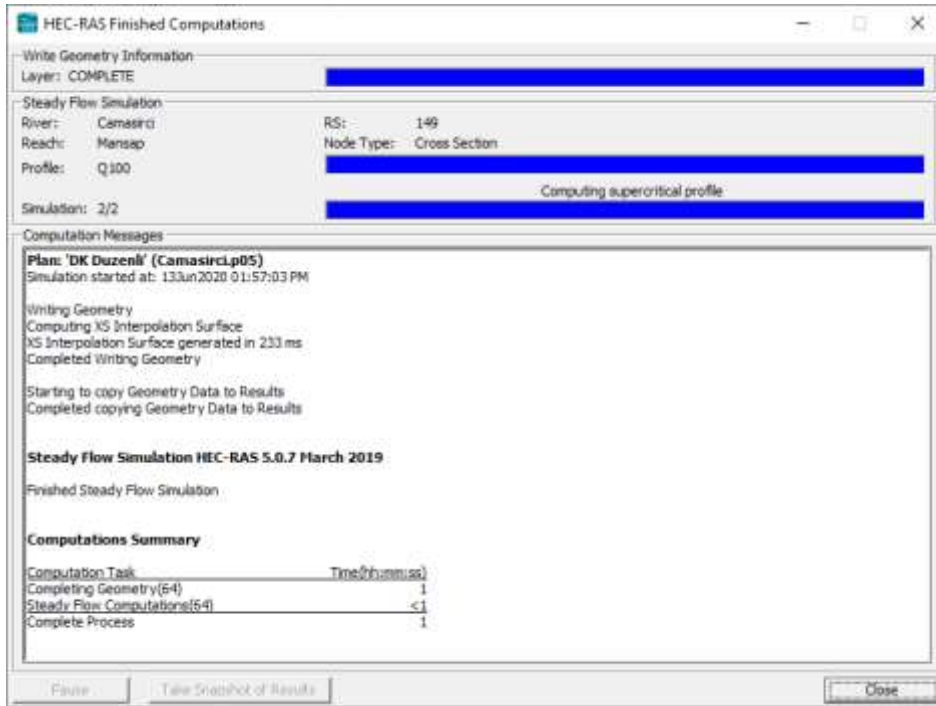 HEC-RAS Finished Computations
Write Geometry Information
Layer: COMPLETE
Steady Flow Simulation
River: Camasirci RS: 149
Reach: Mansap Node Type: Cross Section
Profile: Q100
Computing supercritical profile
Simulation: 2/2
Computation Messages
Plan: 'DK Duzenli' (Camasirci.p05)
Simulation started at: 13Jun2020 01:57:03 PM
Writing Geometry
Computing XS Interpolation Surface
XS Interpolation Surface generated in 233 ms
Completed Writing Geometry
Starting to copy Geometry Data to Results
Completed copying Geometry Data to Results
Steady Flow Simulation HEC-RAS 5.0.7 March 2019
Finished Steady Flow Simulation
Computations Summary
Computation Task Time(hh:mm:ss)
Completing Geometry(64) 1
Steady Flow Computations(64) <1
Complete Process 1
Pause Take Snapshot of Results Close